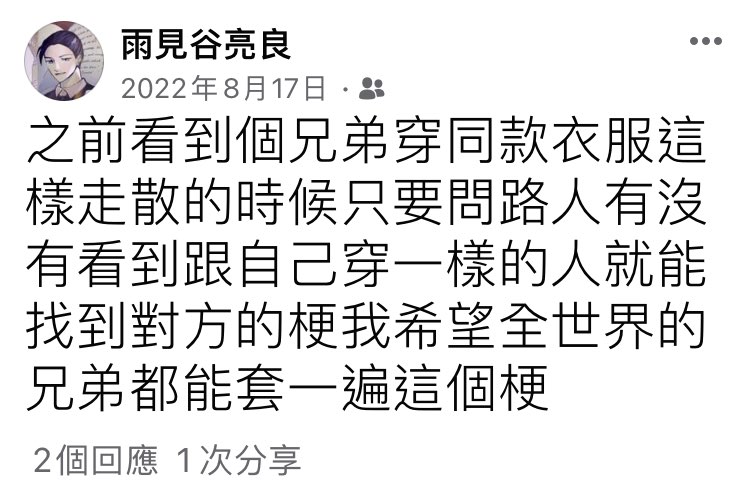 雨見谷亮良
2022年8月17日 ·
之前看到個兄弟穿同款衣服這
樣走散的時候只要問路人有沒
有看到跟自己穿一樣的人就能
找到對方的梗我希望全世界的
兄弟都能套一遍這個梗
2個回應 1次分享